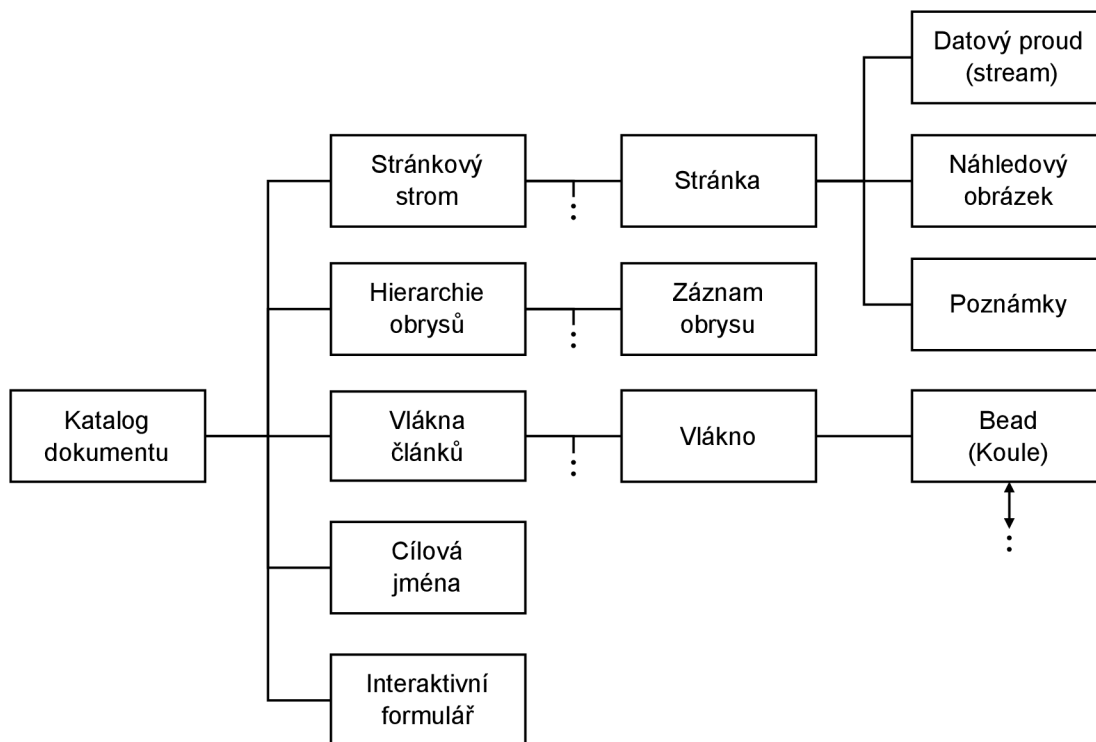 Datový proud
(stream)
Stránkový
strom
Stránka
Náhledový
obrázek
Hierarchie
obrysů
Záznam
obrysu
Poznámky
Katalog
dokumentu
Vlákna
článků
Vlákno
Bead
(Koule)
Cílová
jména
Interaktivní
formulář